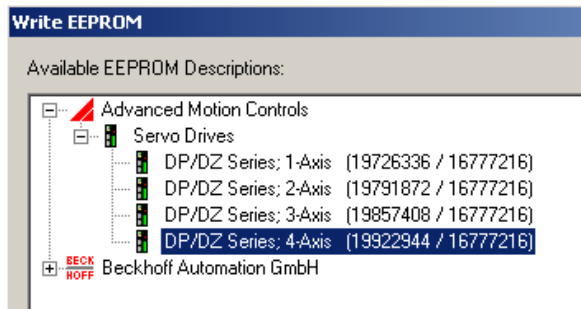 Write EEPROM
Available EEPROM Descriptions:
Advanced Motion Controls
Servo Drives
DP/DZ Series; 1-Axis (19726336 / 16777216)
DP/DZ Series; 2-Axis (19791872 / 16777216)
DP/DZ Series; 3-Axis (19857408 / 16777216)
DP/DZ Series; 4-Axis (19922944 / 16777216)
BECK
HOFF Beckhoff Automation GmbH